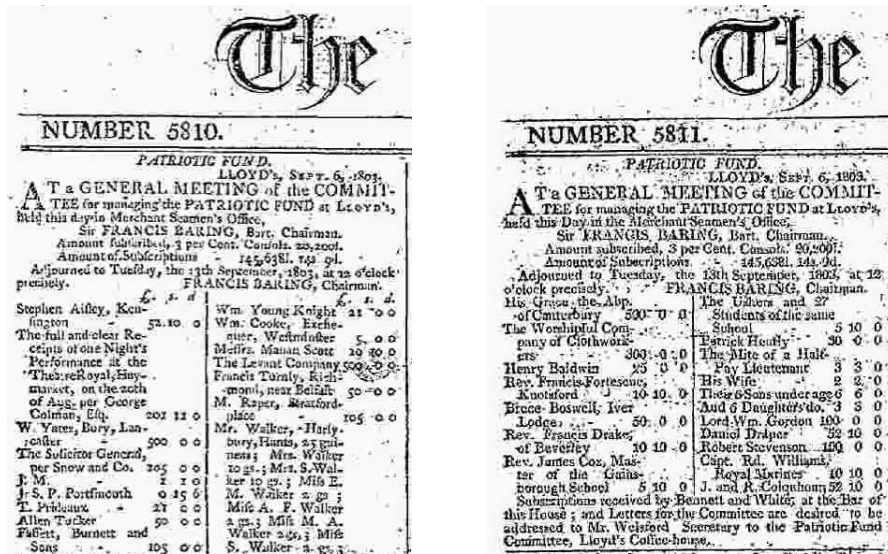 The
NUMBER 5810.
PATRIOTIC FUND.
LLOYD's, SEPT. 6, 1803.
AT a GENERAL MEETING of the COMMIT-
TEE for managing the PATRIOTIC FUND at LLOYD's,
held this day in Merchant Seamen's Office,
Sir FRANCIS BARING, Bart. Chairman.
Amount subscribed, 3 per Cent. Consols. 20,200l.
Amount of Subscriptions - 145,638l. 14s 9d.
Adjourned to Tuesday, the 13th September, 1803, at 12 o'clock
precisely. FRANCIS BARING, Chairman.
£. s. d
Stephen Aisley, Ken-
sington - 52 10 0
The full and clear Re-
ceipts of one Night's
Performance at the
Theatre Royal, Hay-
market, on the 20th
of Aug. per George
Colman, Esq. 201 11 0
W. Yates, Bury, Lan-
caster - 500 0 0
The Solicitor General,
per Snow and Co. 105 0 0
J. M. - 1 1 0
J. S. P. Portsmouth 0 15 6
T. Prideaux - 21 0 0
Allen Tucker - 50 0 0
Fassett, Burnett and
Sons - 105 0 0
£. s. d.
Wm. Young Knight 21 0 0
Wm. Cooke, Exche-
quer, Westminster 5 0 0
Messrs. Scott 10 10 0
The Levant Company 500 0 0
Francis Turnly, Rich-
mond, near Belfast 50 0 0
M. Raper, Stratford-
place - 105 0 0
Mr. Walker - Harly-
bury, Hants, 25 gui-
neas; Mrs. Walker
10 gs.; Mrs. S. Wal-
ker 10 gs.; Miss E.
M. Walker 2 gs;
Miss A. F. Walker
2 gs.; Miss M. A.
Walker 2 gs.; Miss
S. Walker 2 gs.;
The
NUMBER 5811.
PATRIOTIC FUND.
LLOYD's, SEPT. 6, 1803.
AT a GENERAL MEETING of the COMMIT-
TEE for managing the PATRIOTIC FUND at LLOYD's,
held this Day in the Merchant Seamen's Office,
Sir FRANCIS BARING, Bart. Chairman.
Amount subscribed, 3 per Cent. Consols. 20,200l.
Amount of Subscriptions - 145,638l. 14s. 9d.
Adjourned to Tuesday, the 13th September, 1803, at 12
o'clock precisely. FRANCIS BARING, Chairman.
His Grace the Abp.
of Canterbury 500 0 0
The Worshipful Com-
pany of Clothwork-
ers - 300 0 0
Henry Baldwin 25 0 0
Rev. Francis Fortescue,
Knotsford - 10 10 0
Bruce Boswell, Iver
Lodge - 50 0 0
Rev. Francis Drake,
of Beverley 10 10 0
Rev. James Cox, Mas-
ter of the Gains-
borough School 5 10 0
The Ushers and 27
Students of the same
School - 5 10 0
Patrick Heatly 30 0 0
The Mite of a Half-
Pay Lieutenant 3 3 0
His Wife - 2 2 0
Their 6 Sons under age 6 6 0
And 6 Daughters do. 3 3 0
Lord Wm. Gordon 100 0 0
Daniel Draper 52 10 0
Robert Stevenson 100 0 0
Capt. Rd. Williams,
Royal Marines 10 10 0
J. and R. Colquhoun 52 10 0
Subscriptions received by Bennett and White, at the Bar of
this House; and Letters for the Committee are desired to be
addressed to Mr. Welsford Secretary to the Patriotic Fund
Committee, Lloyd's Coffee-house.